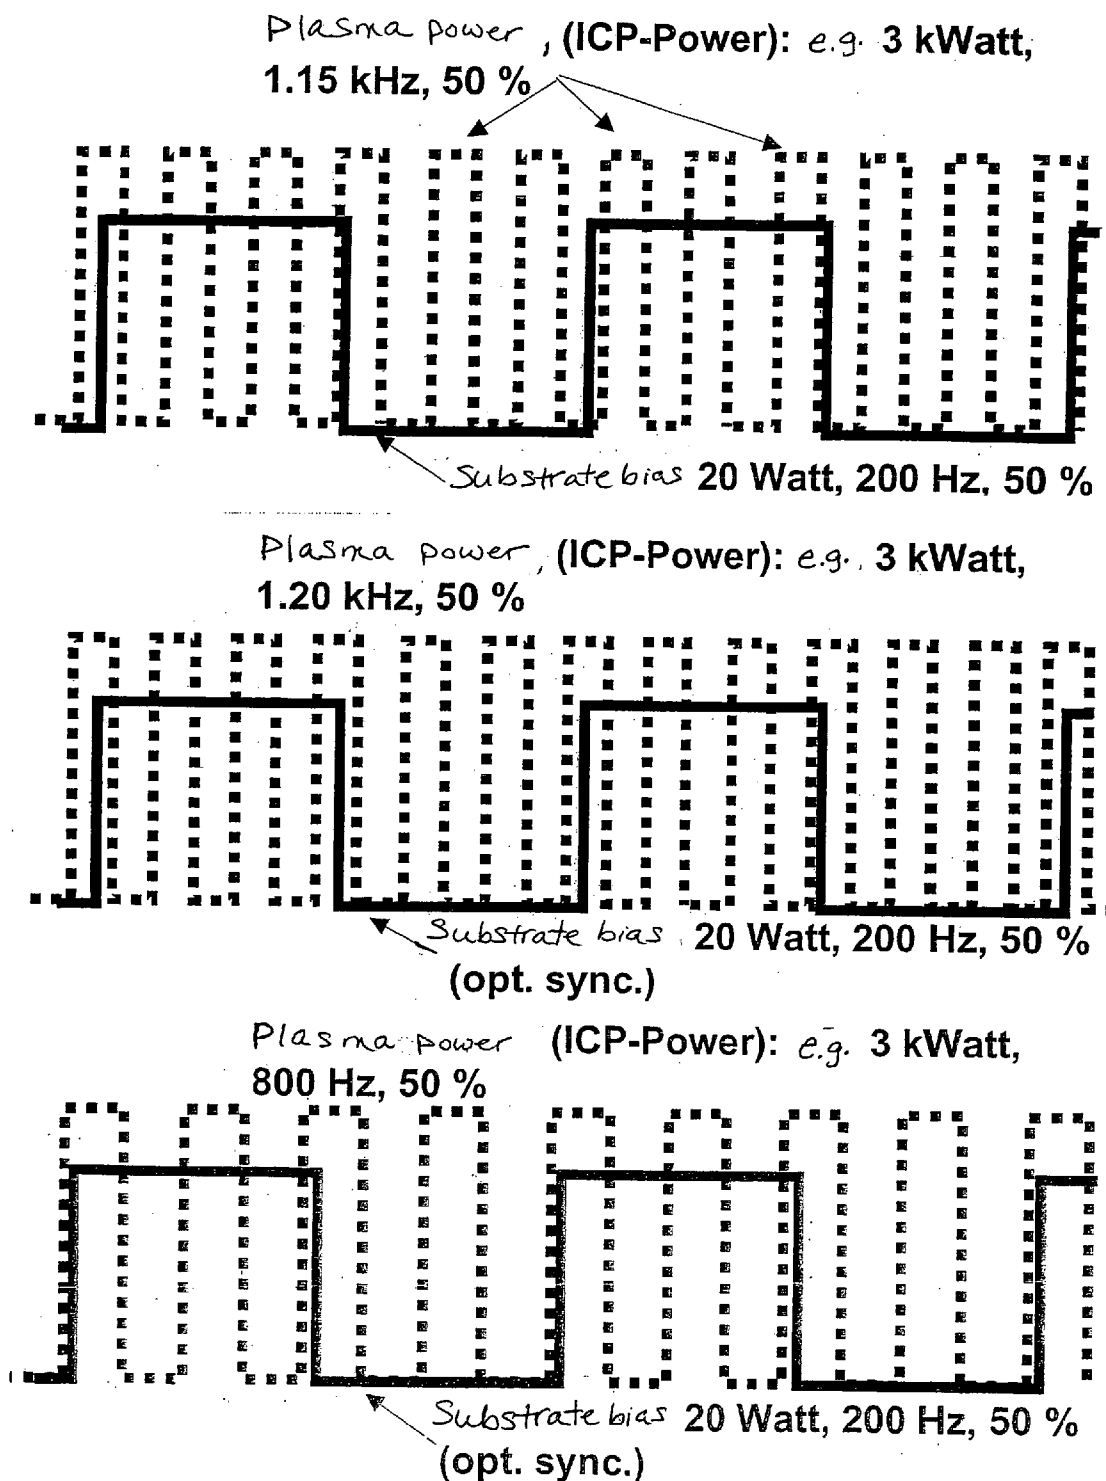 Plasma power, (ICP-Power): e.g. 3 kWatt,
1.15 kHz, 50 %
Substrate bias 20 Watt, 200 Hz, 50 %
Plasma power, (ICP-Power): e.g. 3 kWatt,
1.20 kHz, 50 %
Substrate bias 20 Watt, 200 Hz, 50 %
(opt. sync.)
Plasma power (ICP-Power): e.g. 3 kWatt,
800 Hz, 50 %
Substrate bias 20 Watt, 200 Hz, 50 %
(opt. sync.)